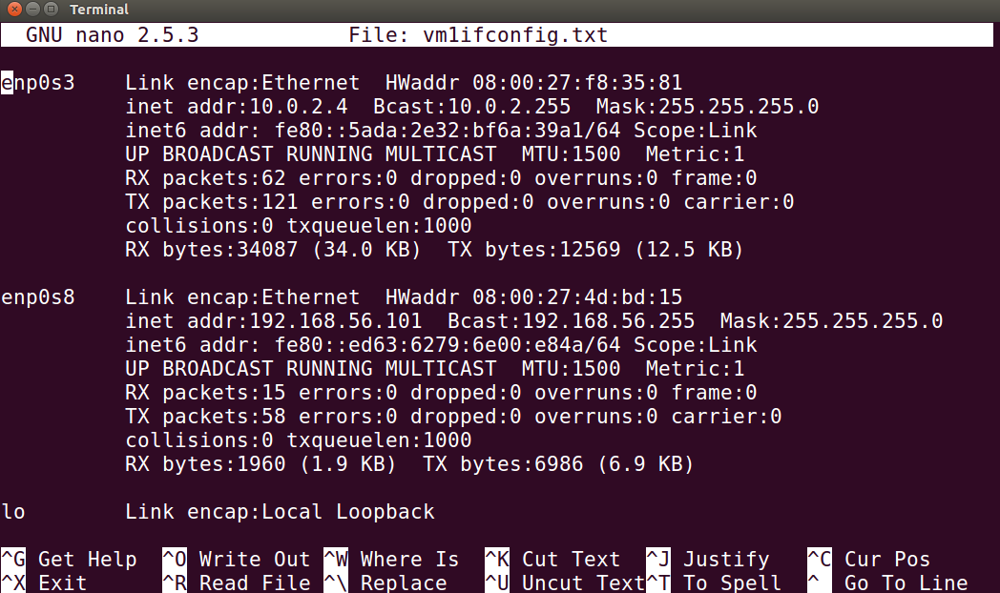 Terminal
GNU nano 2.5.3 File: vm1ifconfig.txt
enp0s3 Link encap:Ethernet HWaddr 08:00:27:f8:35:81
inet addr:10.0.2.4 Bcast:10.0.2.255 Mask:255.255.255.0
inet6 addr: fe80::5ada:2e32:bf6a:39a1/64 Scope:Link
UP BROADCAST RUNNING MULTICAST MTU:1500 Metric:1
RX packets:62 errors:0 dropped:0 overruns:0 frame:0
TX packets:121 errors:0 dropped:0 overruns:0 carrier:0
collisions:0 txqueuelen:1000
RX bytes:34087 (34.0 KB) TX bytes:12569 (12.5 KB)
enp0s8 Link encap:Ethernet HWaddr 08:00:27:4d:bd:15
inet addr:192.168.56.101 Bcast:192.168.56.255 Mask:255.255.255.0
inet6 addr: fe80::ed63:6279:6e00:e84a/64 Scope:Link
UP BROADCAST RUNNING MULTICAST MTU:1500 Metric:1
RX packets:15 errors:0 dropped:0 overruns:0 frame:0
TX packets:58 errors:0 dropped:0 overruns:0 carrier:0
collisions:0 txqueuelen:1000
RX bytes:1960 (1.9 KB) TX bytes:6986 (6.9 KB)
lo Link encap:Local Loopback
^G Get Help ^O Write Out ^W Where Is ^K Cut Text ^J Justify ^C Cur Pos
^X Exit ^R Read File ^\ Replace ^U Uncut Text ^T To Spell ^ Go To Line